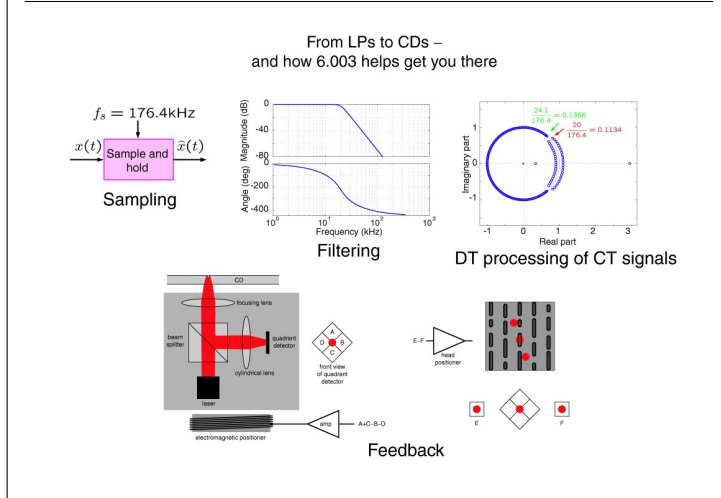 From LPs to CDs –
and how 6.003 helps get you there
f_s = 176.4kHz
x(t)
Sample and
hold
x̂(t)
Sampling
Magnitude (dB)
0
-40
-80
Angle (deg)
0
-200
-400
10^0
10^1
10^2
10^3
Frequency (kHz)
Filtering
24.1/176.4 = 0.1366
20/176.4 = 0.1134
Imaginary part
1
0
-1
-1
0
1
2
3
Real part
DT processing of CT signals
CD
focusing lens
beam
splitter
quadrant
detector
cylindrical lens
laser
A
D
B
C
front view
of quadrant
detector
electromagnetic positioner
amp
A+C–B–D
E–F
head
positioner
E
F
Feedback